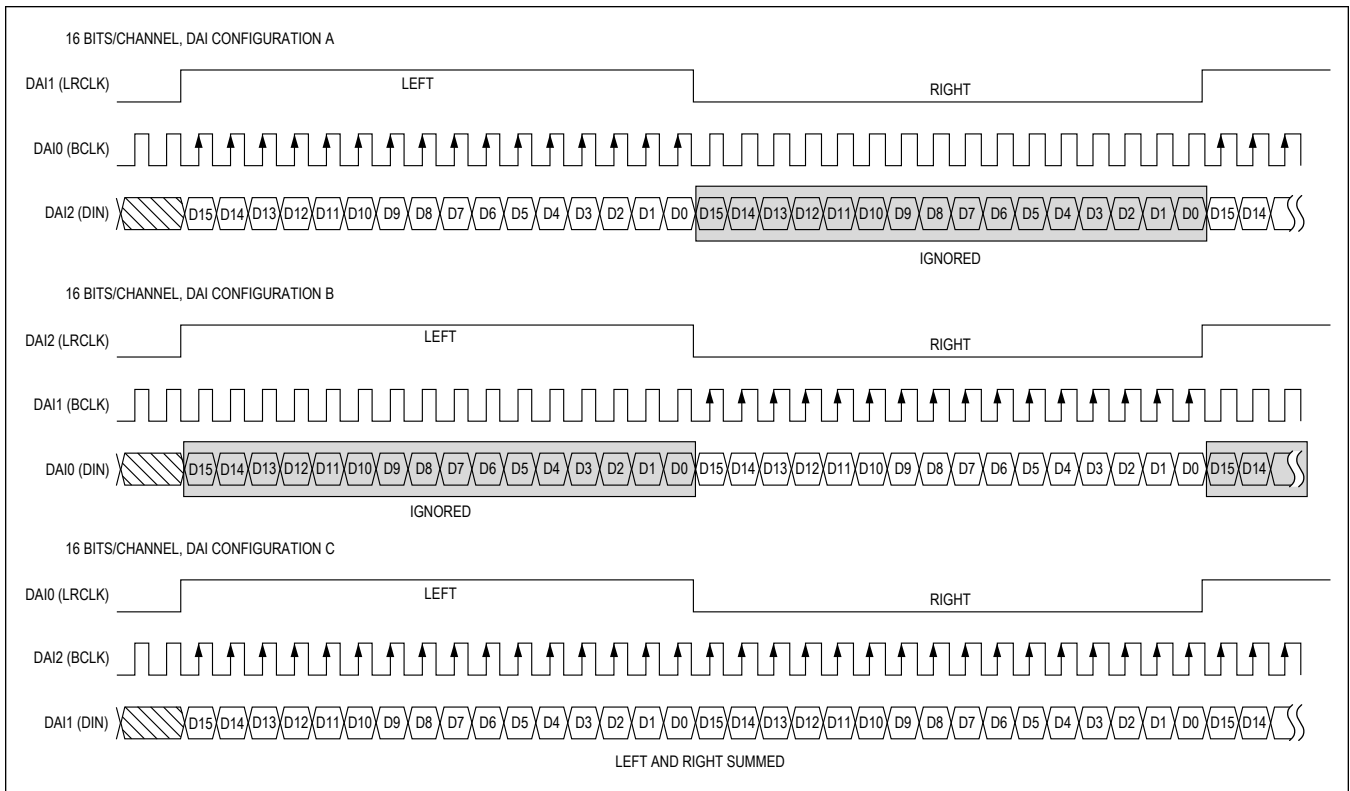 16 BITS/CHANNEL, DAI CONFIGURATION A
DAI1 (LRCLK) LEFT RIGHT
DAI0 (BCLK)
DAI2 (DIN) D15 D14 D13 D12 D11 D10 D9 D8 D7 D6 D5 D4 D3 D2 D1 D0 D15 D14 D13 D12 D11 D10 D9 D8 D7 D6 D5 D4 D3 D2 D1 D0 D15 D14
IGNORED
16 BITS/CHANNEL, DAI CONFIGURATION B
DAI2 (LRCLK) LEFT RIGHT
DAI1 (BCLK)
DAI0 (DIN) D15 D14 D13 D12 D11 D10 D9 D8 D7 D6 D5 D4 D3 D2 D1 D0 D15 D14 D13 D12 D11 D10 D9 D8 D7 D6 D5 D4 D3 D2 D1 D0 D15 D14
IGNORED
16 BITS/CHANNEL, DAI CONFIGURATION C
DAI0 (LRCLK) LEFT RIGHT
DAI2 (BCLK)
DAI1 (DIN) D15 D14 D13 D12 D11 D10 D9 D8 D7 D6 D5 D4 D3 D2 D1 D0 D15 D14 D13 D12 D11 D10 D9 D8 D7 D6 D5 D4 D3 D2 D1 D0 D15 D14
LEFT AND RIGHT SUMMED